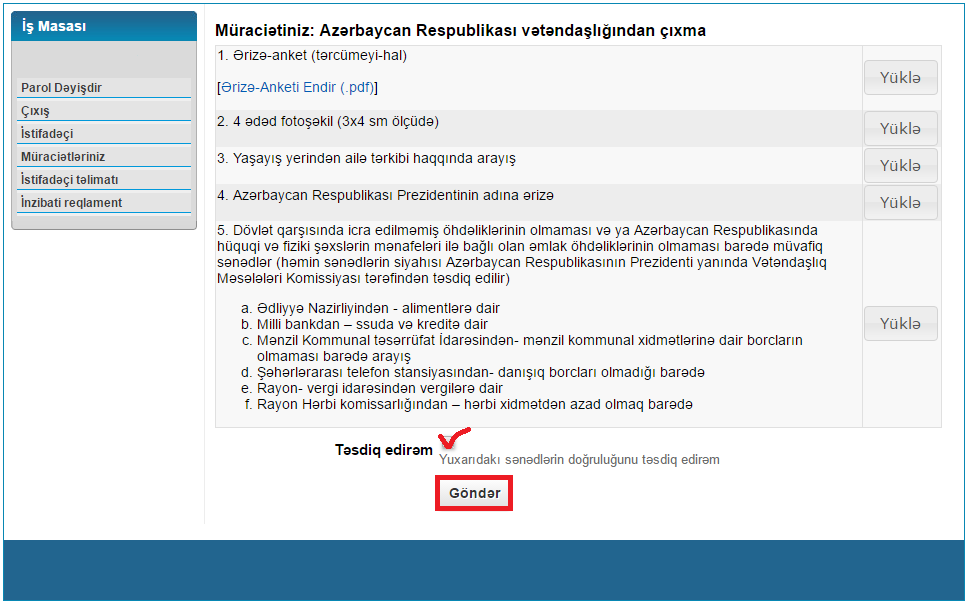 İş Masası
Parol Dəyişdir
Çıxış
İstifadəçi
Müraciətləriniz
İstifadəçi təlimatı
İnzibati reqlament
Müraciətiniz: Azərbaycan Respublikası vətəndaşlığından çıxma
1. Ərizə-anket (tərcümeyi-hal)
[Ərizə-Anketi Endir (.pdf)]
Yüklə
2. 4 ədəd fotoşəkil (3x4 sm ölçüdə)
Yüklə
3. Yaşayış yerindən ailə tərkibi haqqında arayış
Yüklə
4. Azərbaycan Respublikası Prezidentinin adına ərizə
Yüklə
5. Dövlət qarşısında icra edilməmiş öhdəliklərinin olmaması və ya Azərbaycan Respublikasında
hüquqi və fiziki şəxslərin mənafeləri ilə bağlı olan əmlak öhdəliklərinin olmaması barədə müvafiq
sənədlər (həmin sənədlərin siyahısı Azərbaycan Respublikasının Prezidenti yanında Vətəndaşlıq
Məsələləri Komissiyası tərəfindən təsdiq edilir)
a. Ədliyyə Nazirliyindən - alimentlərə dair
b. Milli bankdan – ssuda və kreditə dair
c. Mənzil Kommunal təsərrüfat İdarəsindən- mənzil kommunal xidmətlərinə dair borcların
olmaması barədə arayış
d. Şəhərlərarası telefon stansiyasından- danışıq borcları olmadığı barədə
e. Rayon- vergi idarəsindən vergilərə dair
f. Rayon Hərbi komissarlığından – hərbi xidmətdən azad olmaq barədə
Yüklə
Təsdiq edirəm
Yuxarıdakı sənədlərin doğruluğunu təsdiq edirəm
Göndər